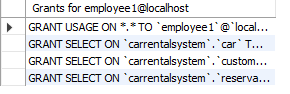 Grants for employee1@localhost
GRANT USAGE ON *.* TO `employee1`@`local...
GRANT SELECT ON `carrentalsystem`.`car` T...
GRANT SELECT ON `carrentalsystem`.`custom...
GRANT SELECT ON `carrentalsystem`.`reserva...